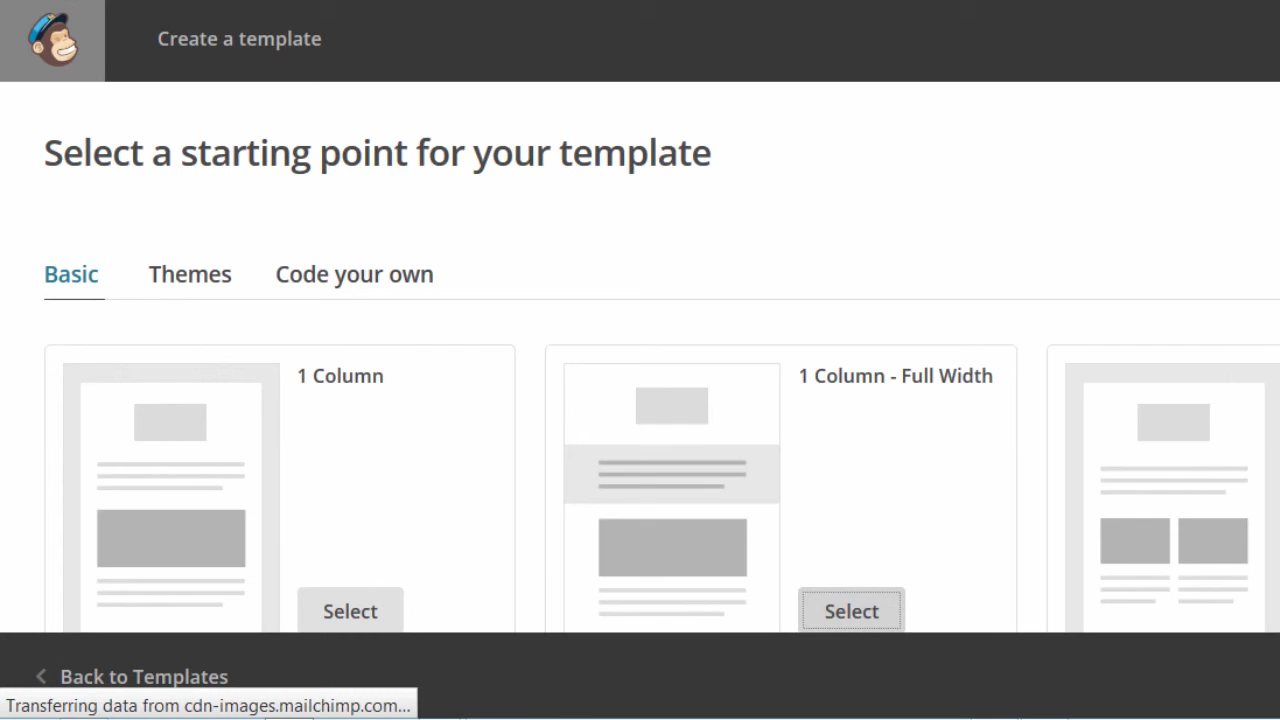 Create a template
Select a starting point for your template
Basic Themes Code your own
1 Column
1 Column - Full Width
Select
Select
Back to Templates
Transferring data from cdn-images.mailchimp.com...